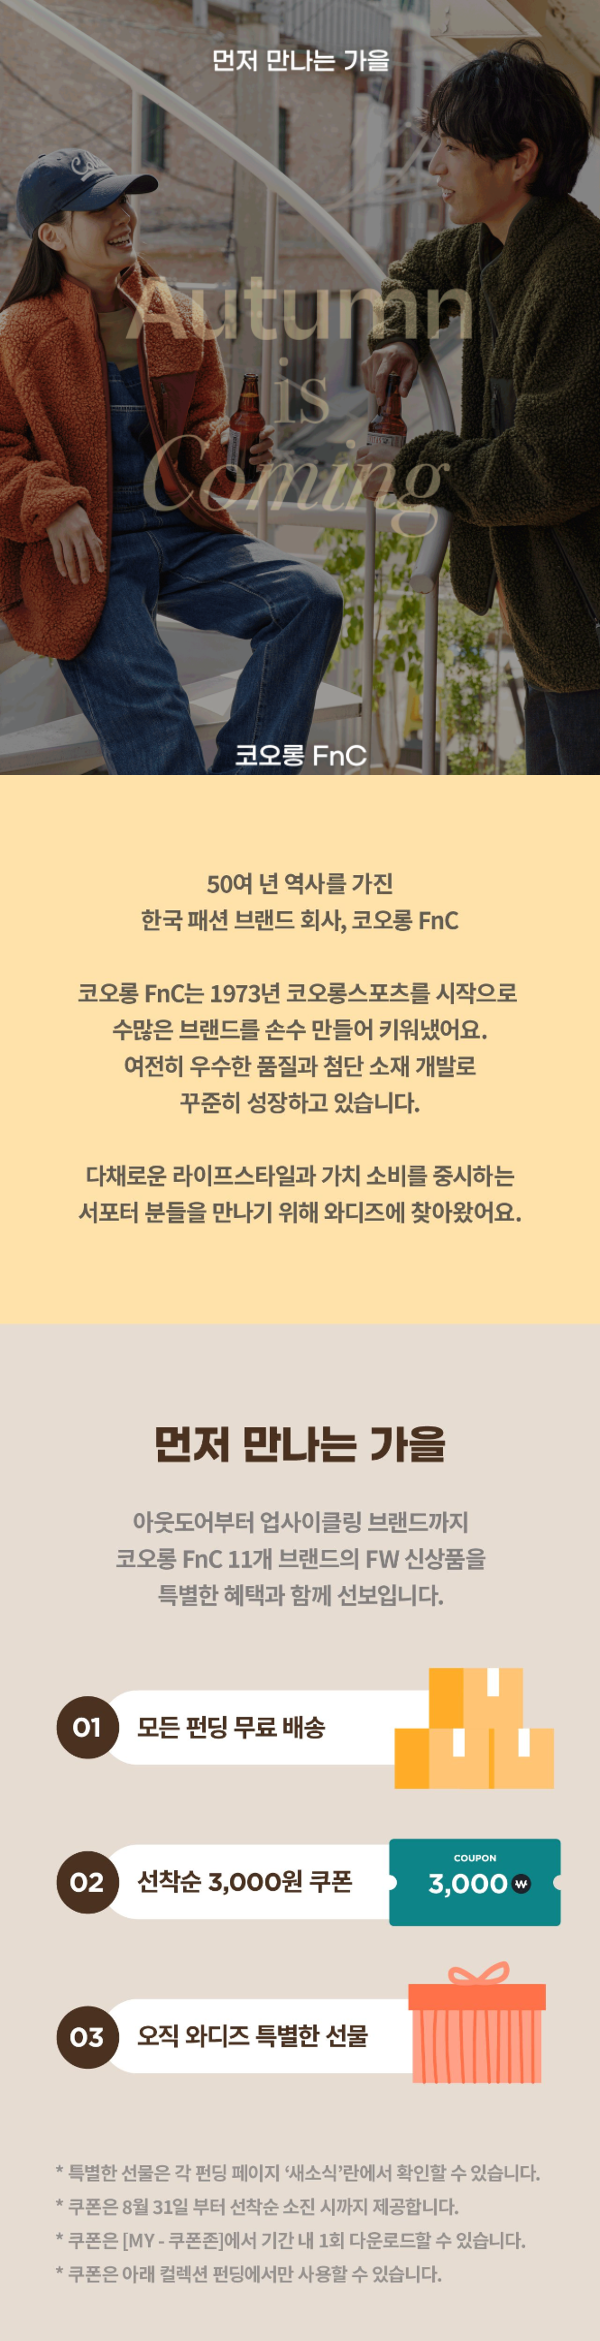 먼저 만나는 가을
Autumn
is
Coming
코오롱 FnC
50여 년 역사를 가진
한국 패션 브랜드 회사, 코오롱 FnC
코오롱 FnC는 1973년 코오롱스포츠를 시작으로
수많은 브랜드를 손수 만들어 키워냈어요.
여전히 우수한 품질과 첨단 소재 개발로
꾸준히 성장하고 있습니다.
다채로운 라이프스타일과 가치 소비를 중시하는
서포터 분들을 만나기 위해 와디즈에 찾아왔어요.
먼저 만나는 가을
아웃도어부터 업사이클링 브랜드까지
코오롱 FnC 11개 브랜드의 FW 신상품을
특별한 혜택과 함께 선보입니다.
01 모든 펀딩 무료 배송
02 선착순 3,000원 쿠폰
COUPON
3,000 ₩
03 오직 와디즈 특별한 선물
* 특별한 선물은 각 펀딩 페이지 ‘새소식’란에서 확인할 수 있습니다.
* 쿠폰은 8월 31일 부터 선착순 소진 시까지 제공합니다.
* 쿠폰은 [MY - 쿠폰존]에서 기간 내 1회 다운로드할 수 있습니다.
* 쿠폰은 아래 컬렉션 펀딩에서만 사용할 수 있습니다.